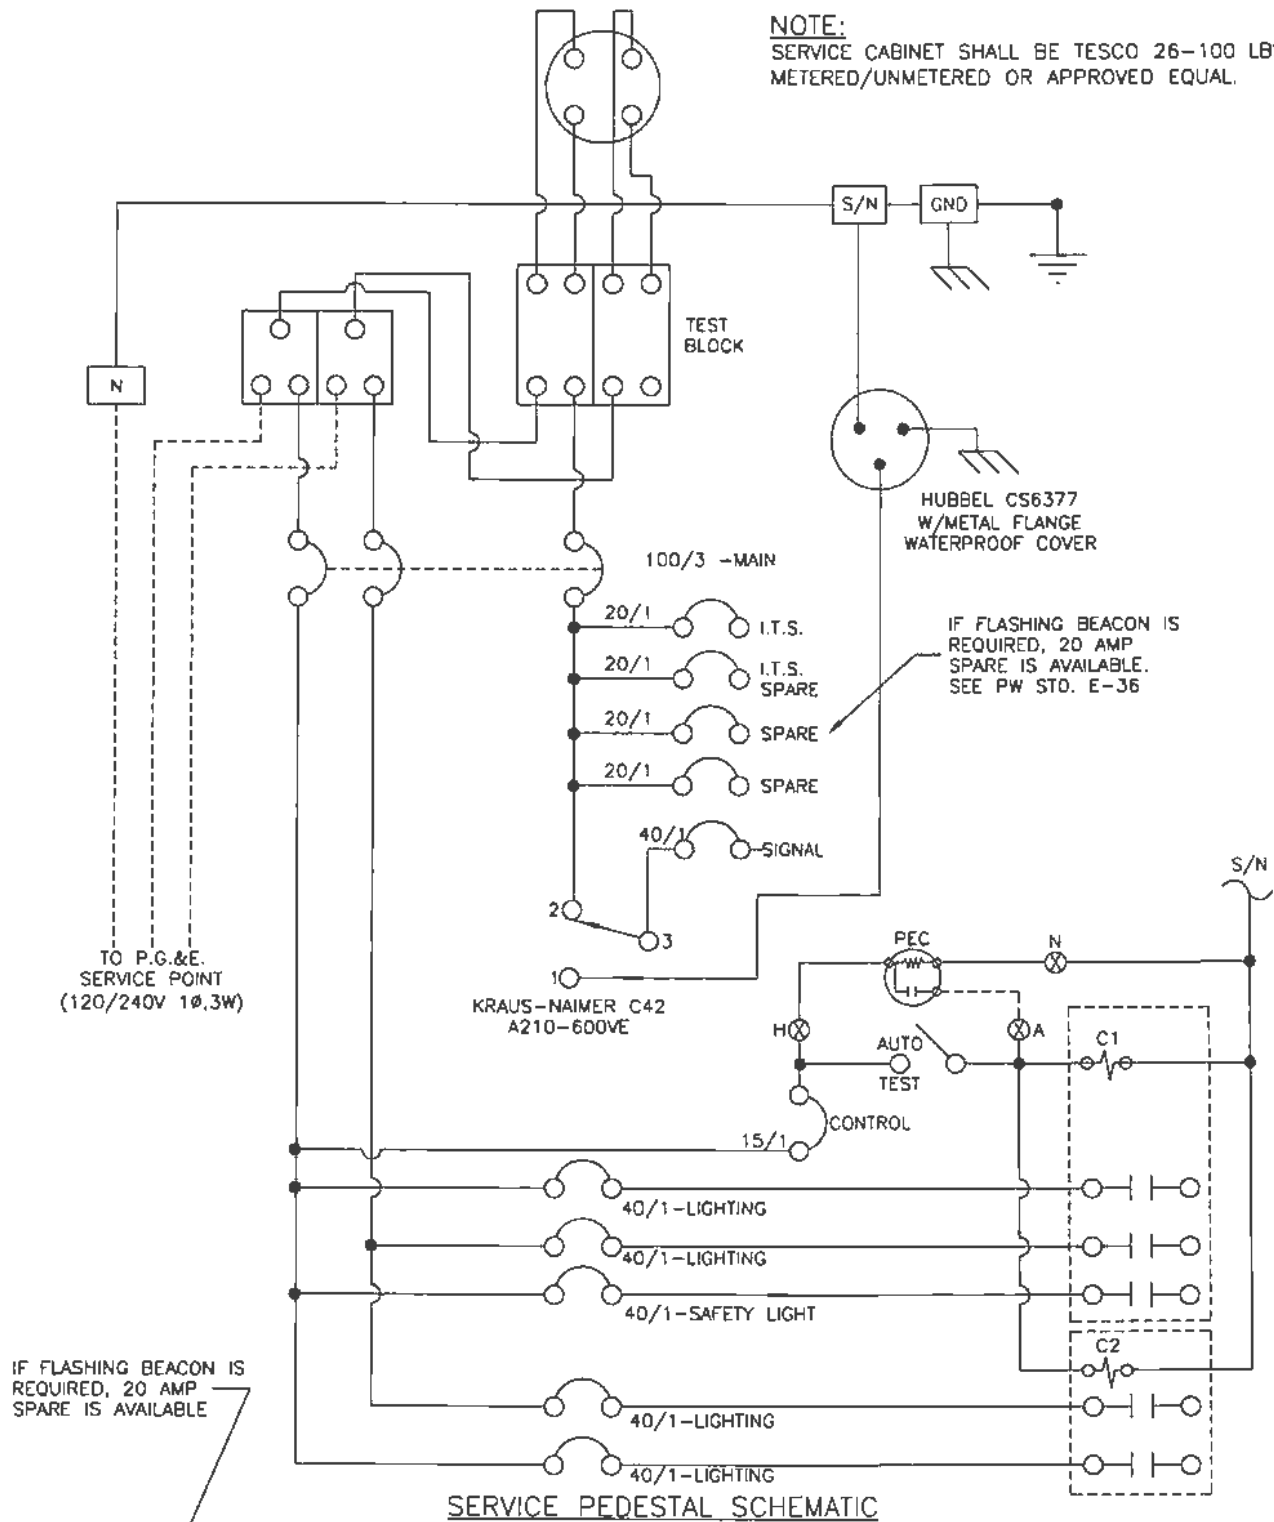 NOTE:
SERVICE CABINET SHALL BE TESCO 26-100 LB
METERED/UNMETERED OR APPROVED EQUAL.
S/N
GND
TEST
BLOCK
N
HUBBEL CS6377
W/METAL FLANGE
WATERPROOF COVER
100/3 -MAIN
20/1
I.T.S.
20/1
I.T.S.
SPARE
20/1
SPARE
20/1
SPARE
IF FLASHING BEACON IS
REQUIRED, 20 AMP
SPARE IS AVAILABLE.
SEE PW STD. E-36
40/1
SIGNAL
2
3
1
KRAUS-NAIMER C42
A210-600VE
TO P.G.&E.
SERVICE POINT
(120/240V 1Ø,3W)
S/N
PEC
N
H
A
AUTO
TEST
C1
CONTROL
15/1
40/1-LIGHTING
40/1-LIGHTING
40/1-SAFETY LIGHT
C2
IF FLASHING BEACON IS
REQUIRED, 20 AMP
SPARE IS AVAILABLE
40/1-LIGHTING
40/1-LIGHTING
SERVICE PEDESTAL SCHEMATIC